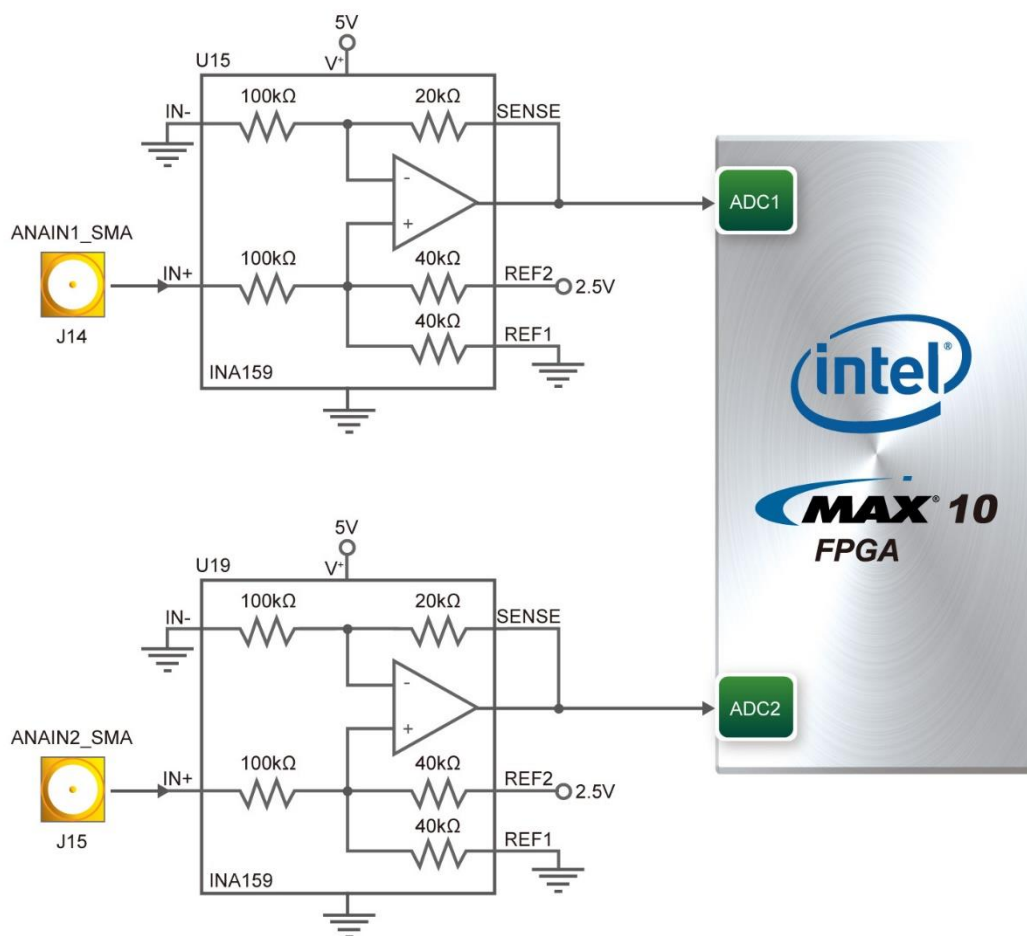 5V
U15
V+
100kΩ
20kΩ
IN-
SENSE
-
ADC1
+
ANAIN1_SMA
100kΩ
40kΩ
IN+
REF2
2.5V
40kΩ
REF1
J14
INA159
intel®
MAX® 10
FPGA
5V
U19
V+
100kΩ
20kΩ
IN-
SENSE
-
ADC2
+
ANAIN2_SMA
100kΩ
40kΩ
IN+
REF2
2.5V
40kΩ
REF1
J15
INA159